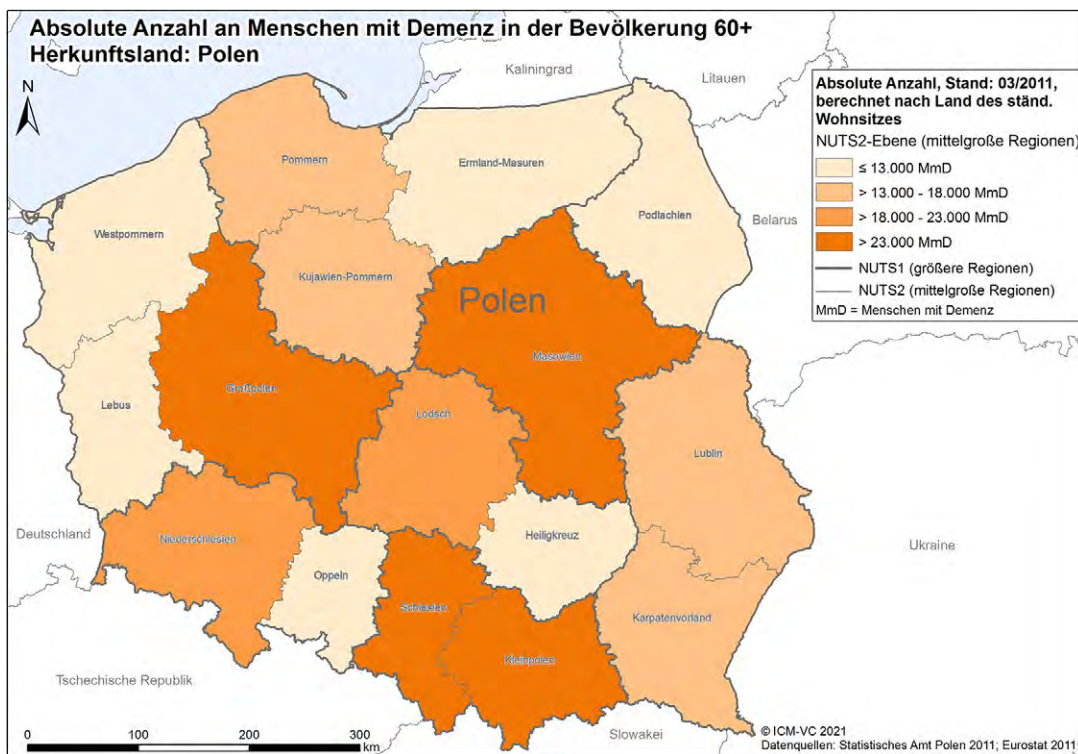 Absolute Anzahl an Menschen mit Demenz in der Bevölkerung 60+
Herkunftsland: Polen
Kaliningrad
Litauen
N
Absolute Anzahl, Stand: 03/2011,
berechnet nach Land des ständ.
Wohnsitzes
NUTS2-Ebene (mittelgroße Regionen)
≤ 13.000 MmD
> 13.000 - 18.000 MmD
> 18.000 - 23.000 MmD
> 23.000 MmD
NUTS1 (größere Regionen)
NUTS2 (mittelgroße Regionen)
MmD = Menschen mit Demenz
Pommern
Ermland-Masuren
Podlachien
Belarus
Westpommern
Kujawien-Pommern
Polen
Masowien
Großpolen
Lebus
Lodsch
Lublin
Deutschland
Niederschlesien
Heiligkreuz
Ukraine
Oppeln
Schlesien
Karpatenvorland
Kleinpolen
Tschechische Republik
Slowakei
0 100 200 300
km
© ICM-VC 2021
Datenquellen: Statistisches Amt Polen 2011; Eurostat 2011